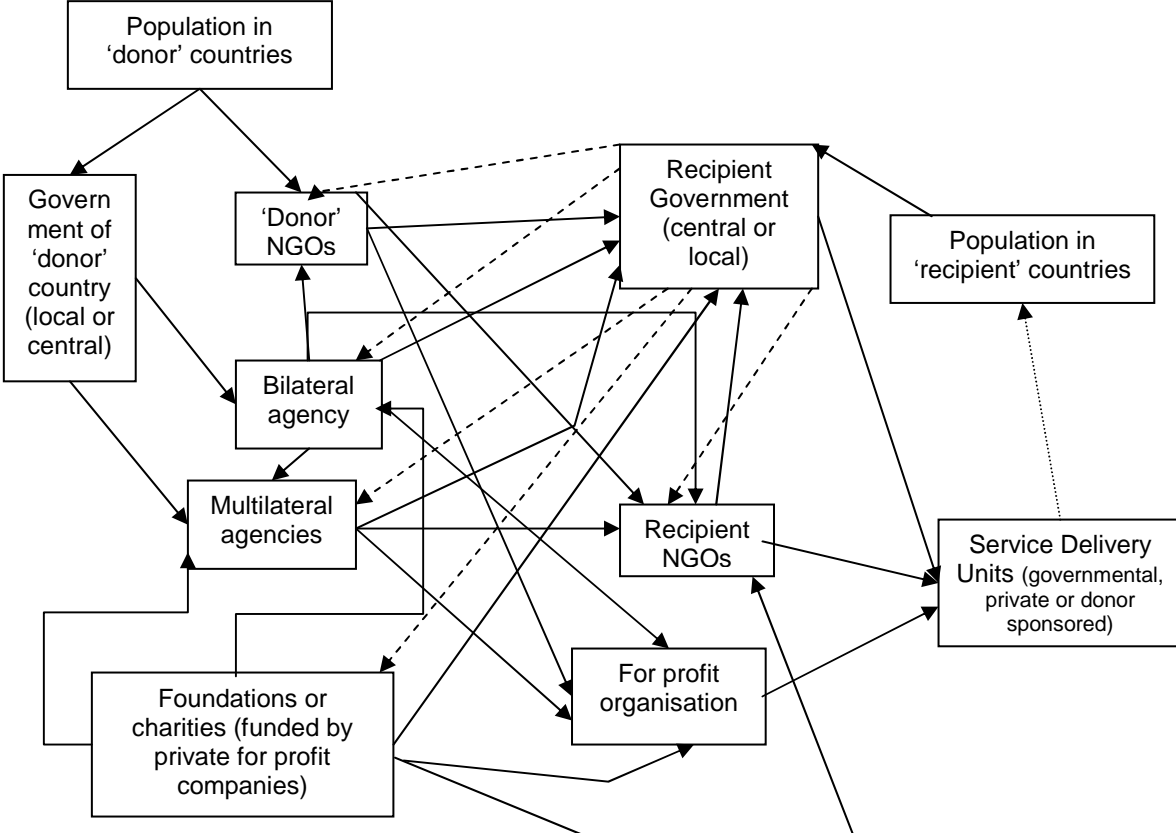 Population in
‘donor’ countries
Govern
ment of
‘donor’
country
(local or
central)
‘Donor’
NGOs
Recipient
Government
(central or
local)
Population in
‘recipient’ countries
Bilateral
agency
Multilateral
agencies
Recipient
NGOs
Service Delivery
Units (governmental,
private or donor
sponsored)
For profit
organisation
Foundations or
charities (funded by
private for profit
companies)